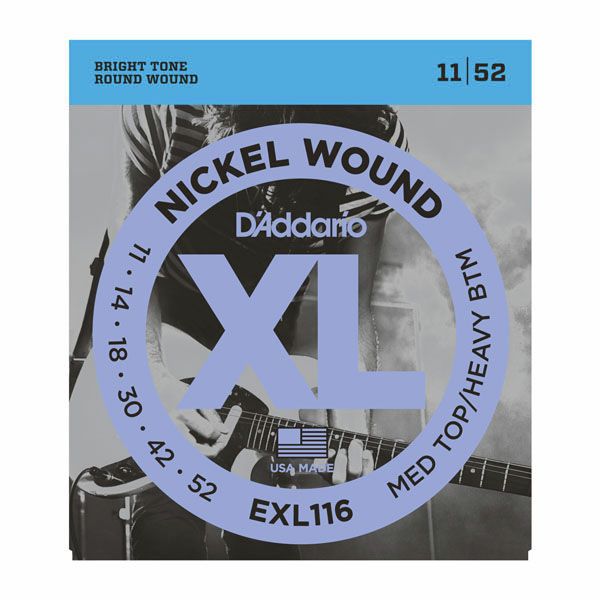 BRIGHT TONE
ROUND WOUND
11|52
NICKEL WOUND
D'Addario
XL
11 • 14 • 18 • 30 • 42 • 52
MED TOP/HEAVY BTM
USA MADE
EXL116